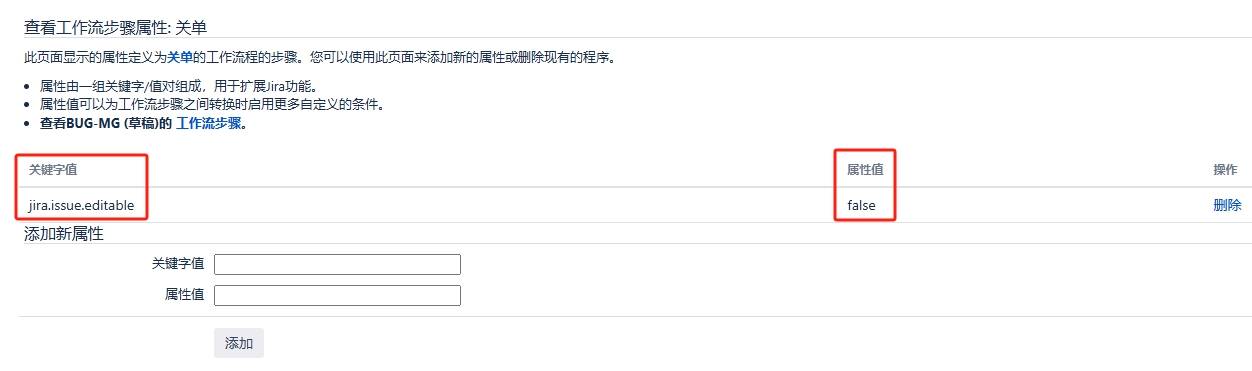 查看工作流步骤属性: 关单
此页面显示的属性定义为关单的工作流程的步骤。您可以使用此页面来添加新的属性或删除现有的程序。
• 属性由一组关键字/值对组成，用于扩展Jira功能。
• 属性值可以为工作流步骤之间转换时启用更多自定义的条件。
• 查看BUG-MG (草稿)的 工作流步骤。
关键字值 属性值 操作
jira.issue.editable false 删除
添加新属性
关键字值
属性值
添加